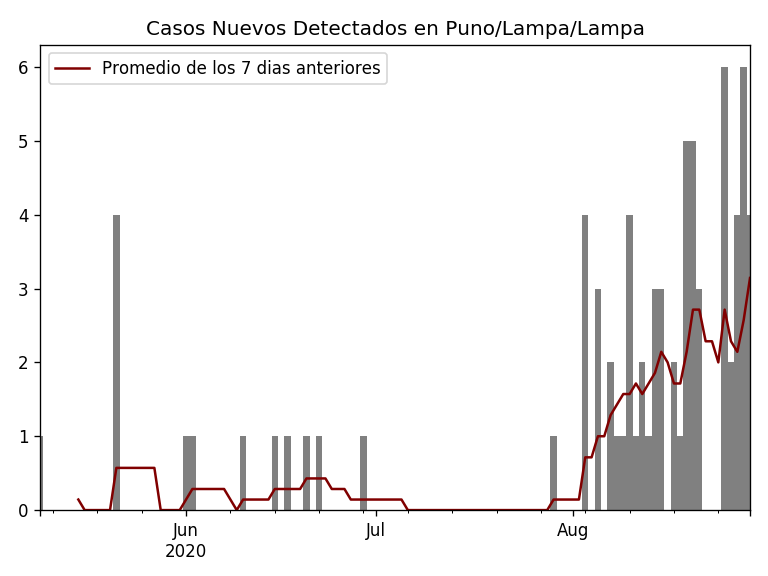 Casos Nuevos Detectados en Puno/Lampa/Lampa
Promedio de los 7 dias anteriores
6
5
4
3
2
1
0
Jun
2020
Jul
Aug